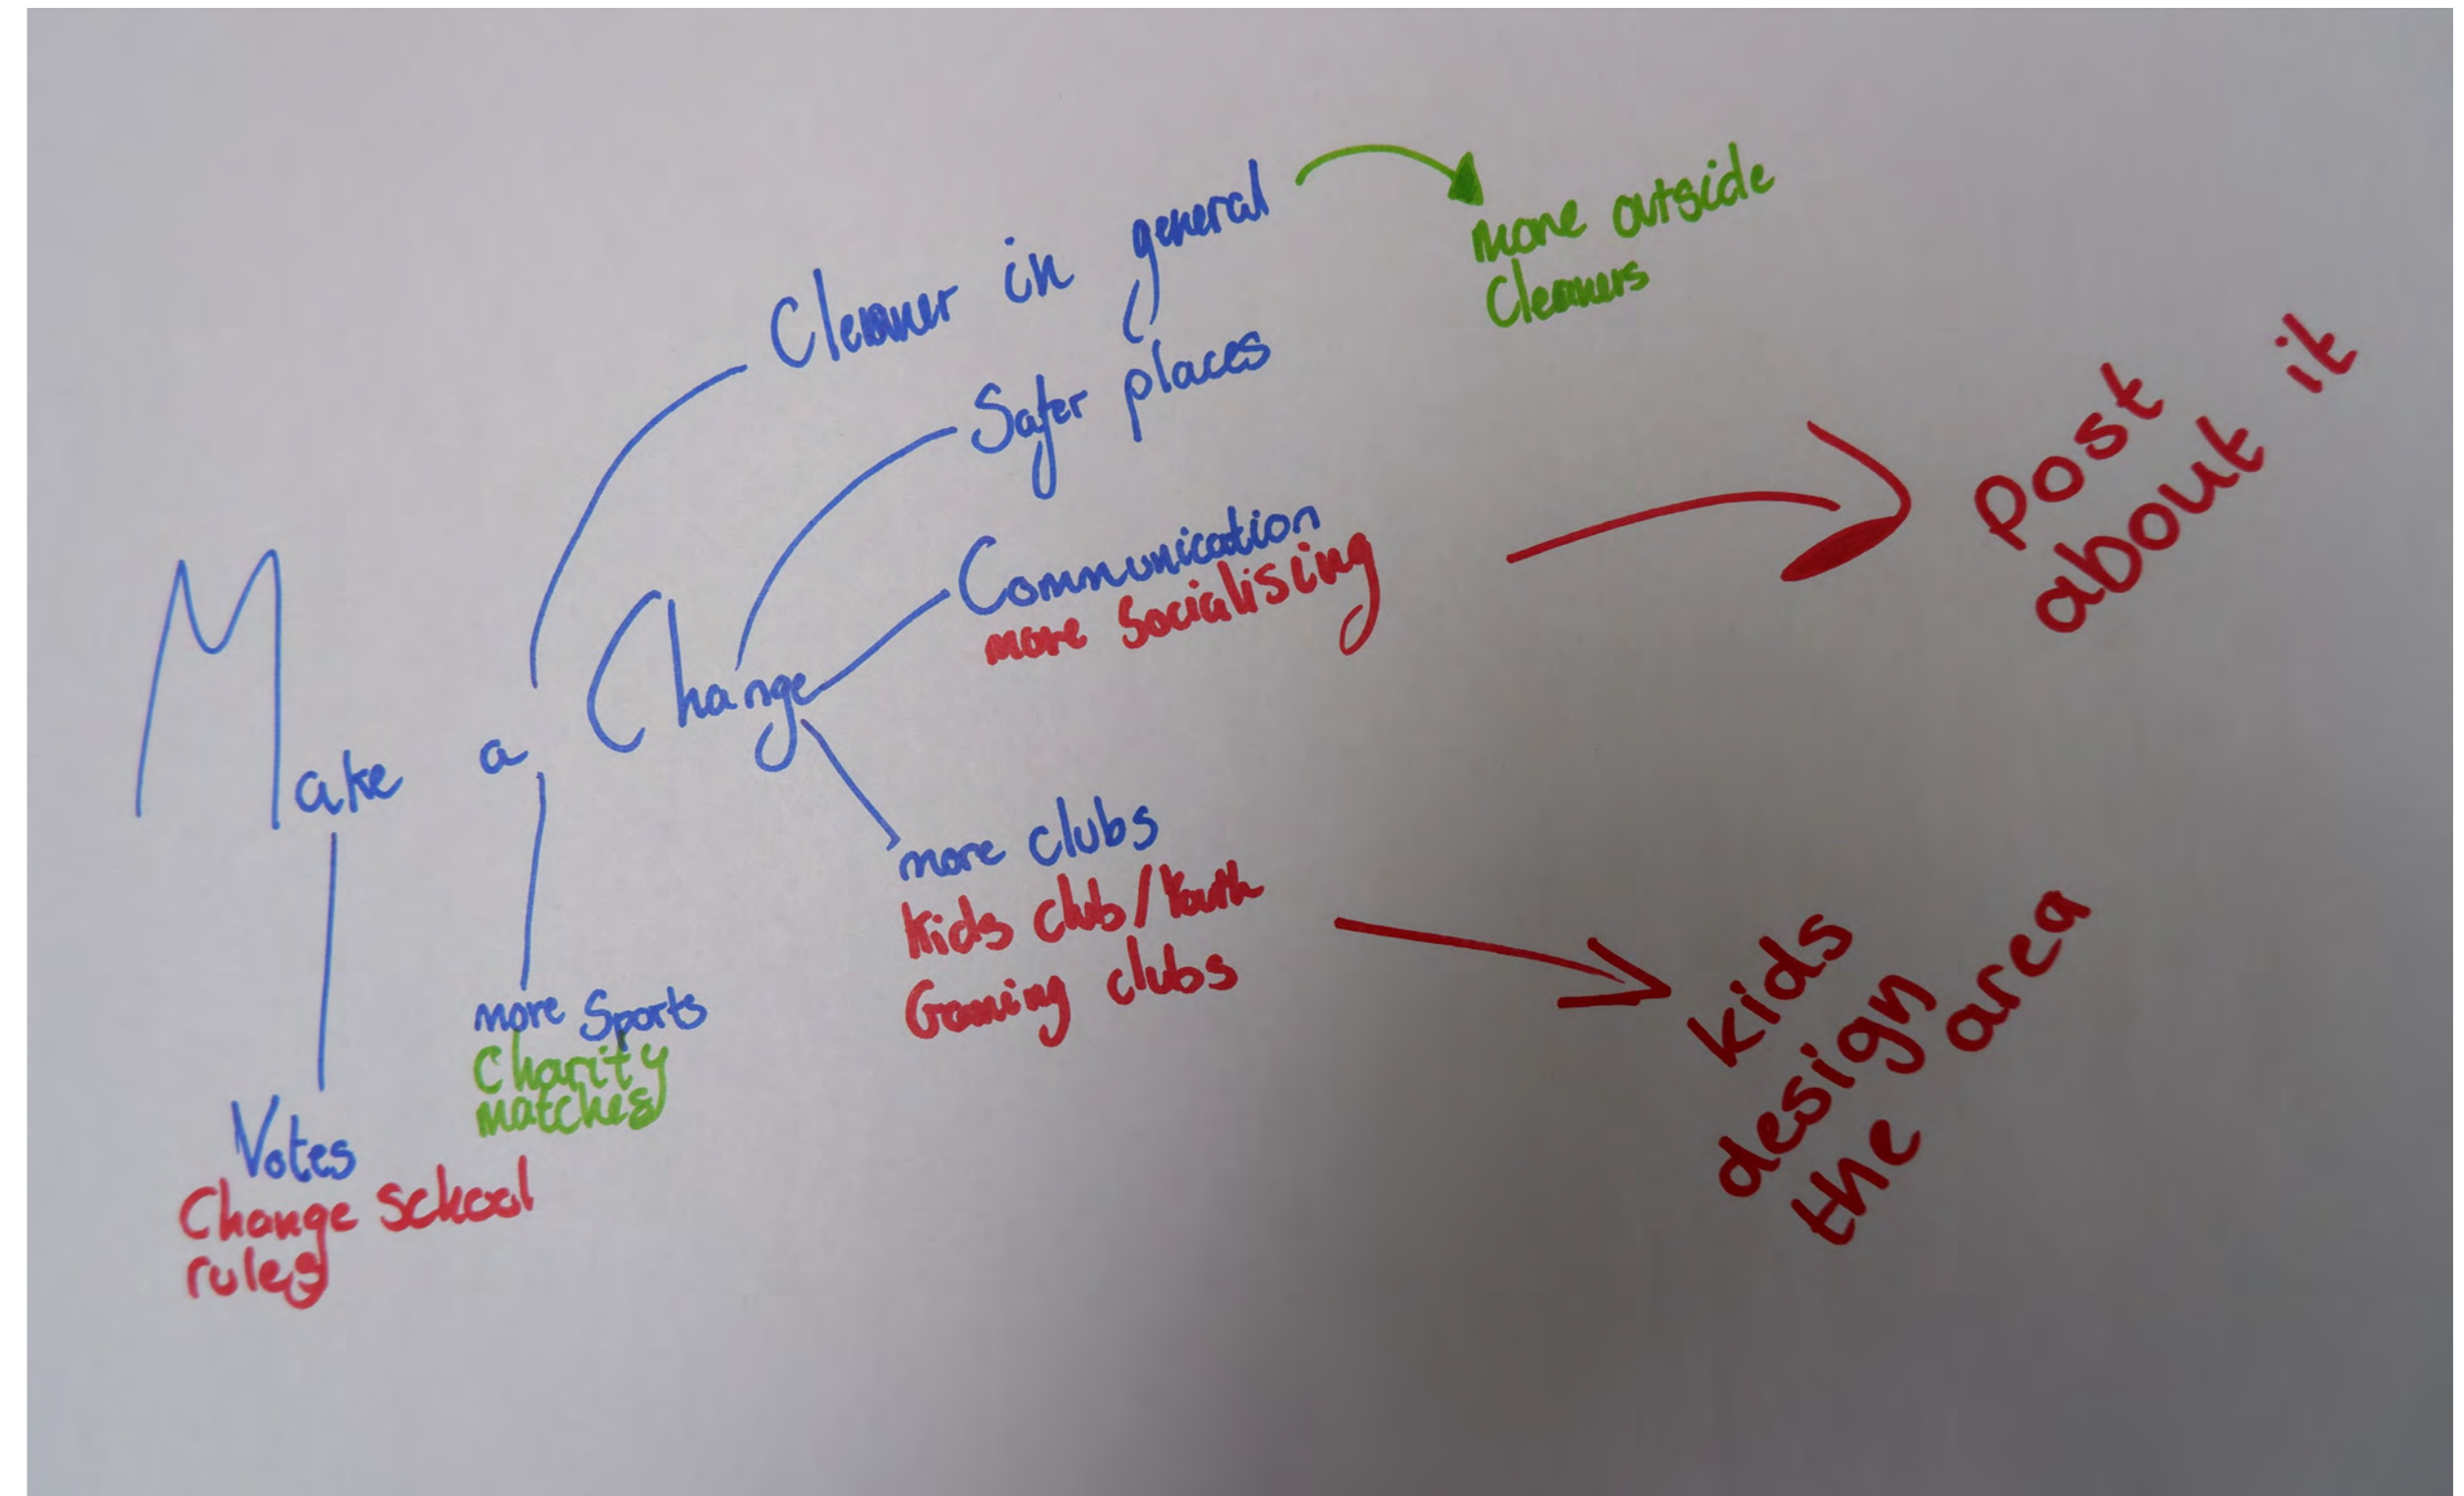 Make a Change
Cleaner in general
more outside
Cleaners
Safer places
Communication
more Socialising
Post
about it
more clubs
Kids club/Youth
Gaming clubs
kids
design
the area
more Sports
Charity
matches
Votes
Change school
rules